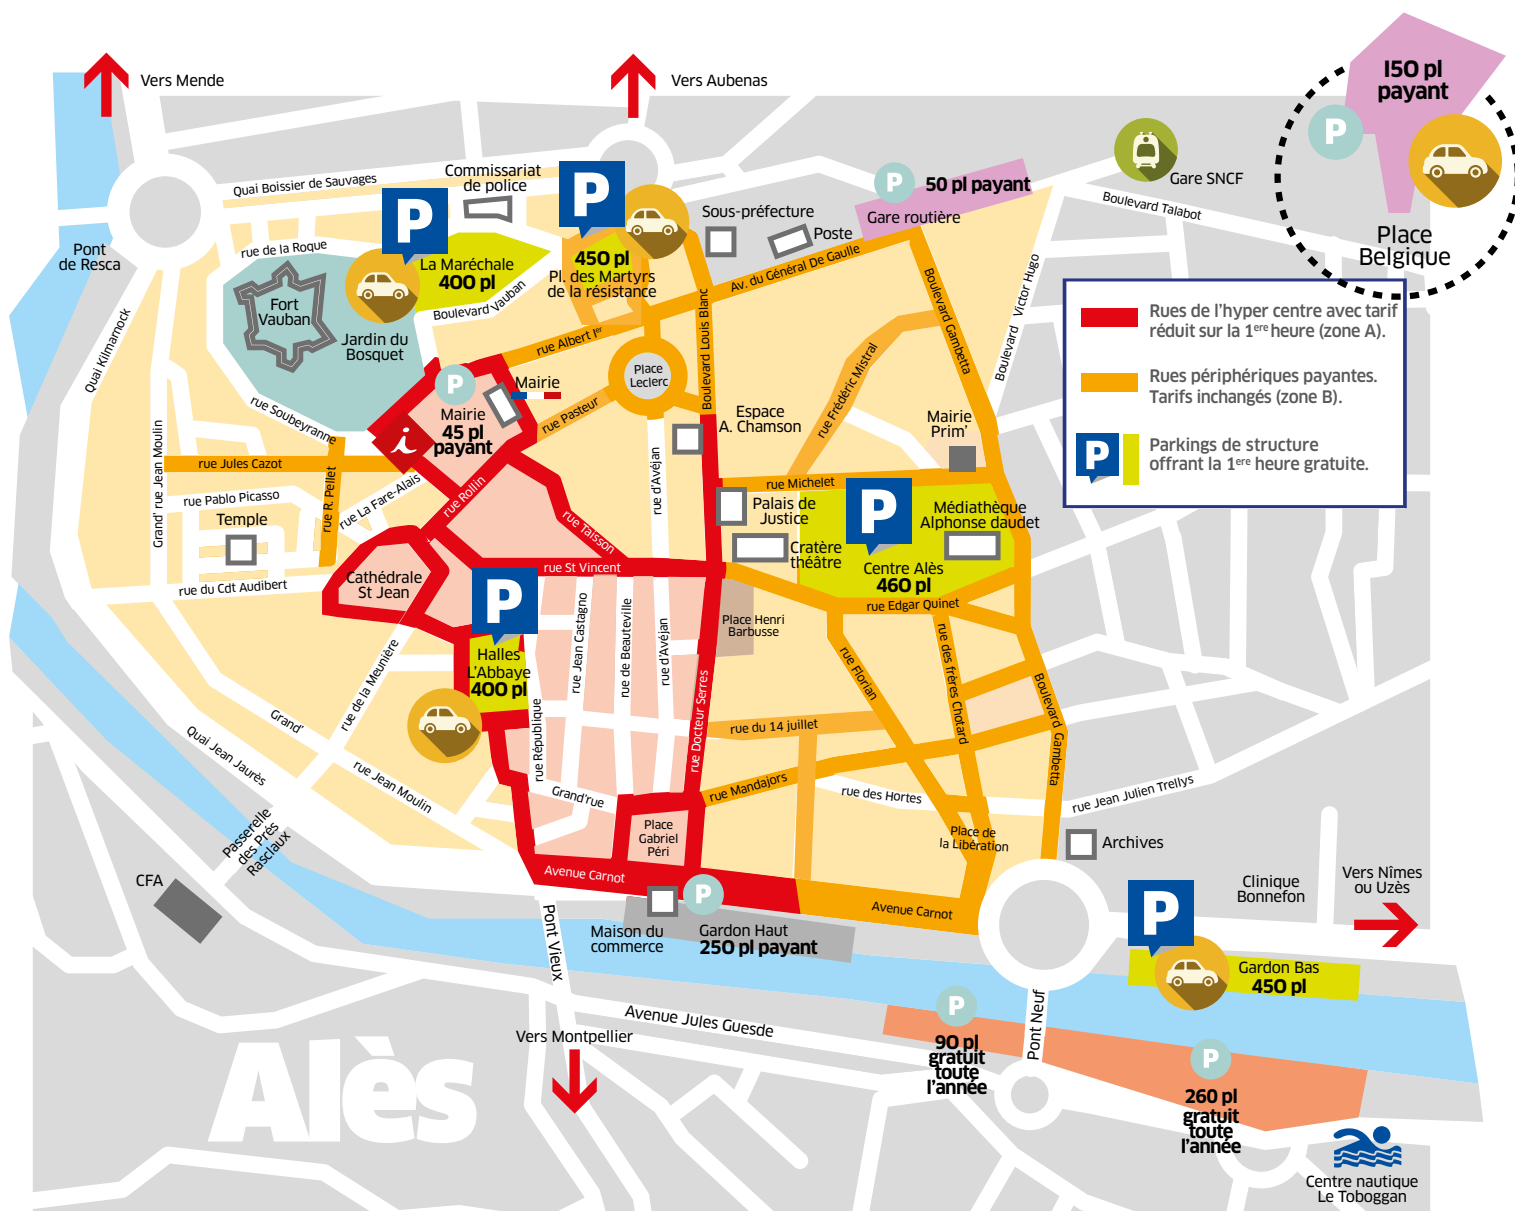 Vers Mende
Vers Aubenas
150 pl
payant
P
Place
Belgique
Quai Boissier de Sauvages
Commissariat
de police
P
P
P
50 pl payant
Gare routière
Gare SNCF
Boulevard Talabot
Sous-préfecture
Poste
Pont
de Resca
rue de la Roque
La Maréchale
400 pl
450 pl
Pl. des Martyrs
de la résistance
Av. du Général De Gaulle
Boulevard Vauban
Fort
Vauban
Jardin du
Bosquet
Quai Kilmarnock
rue Albert Ier
Boulevard Louis Blanc
Boulevard Gambetta
Boulevard Victor Hugo
Rues de l'hyper centre avec tarif
réduit sur la 1ere heure (zone A).
Rues périphériques payantes.
Tarifs inchangés (zone B).
P
Parkings de structure
offrant la 1ere heure gratuite.
Place
Leclerc
rue Frédéric Mistral
P
Mairie
Mairie
45 pl
payant
i
rue Pasteur
Espace
A. Chamson
Mairie
Prim'
rue Soubeyranne
Grand' rue Jean Moulin
rue Jules Cazot
rue R. Pellet
rue La Fare-Alais
rue Rollin
rue d'Avéjan
rue Michelet
rue Pablo Picasso
Temple
rue Taisson
Palais de
Justice
P
Médiathèque
Alphonse daudet
Cratère
théâtre
Centre Alès
460 pl
rue du Cdt Audibert
Cathédrale
St Jean
rue St Vincent
P
rue Edgar Quinet
Place Henri
Barbusse
Halles
L'Abbaye
400 pl
rue Jean Castagno
rue de Beauteville
rue d'Avéjan
rue Florian
rue des frères Chotard
rue de la Meunière
rue République
rue Docteur Serres
Boulevard Gambetta
rue du 14 juillet
Grand'
rue Jean Moulin
Quai Jean Jaurès
rue Mandajors
rue des Hortes
rue Jean Julien Trellys
Grand'rue
Place
Gabriel
Péri
Place de
la Libération
Archives
Passerelle
des Prés
Rasclaux
CFA
Avenue Carnot
P
Avenue Carnot
Clinique
Bonnefon
Vers Nîmes
ou Uzès
P
Pont Vieux
Maison du
commerce
Gardon Haut
250 pl payant
Gardon Bas
450 pl
Avenue Jules Guesde
Vers Montpellier
P
90 pl
gratuit
toute
l'année
Pont Neuf
P
260 pl
gratuit
toute
l'année
Alès
Centre nautique
Le Toboggan